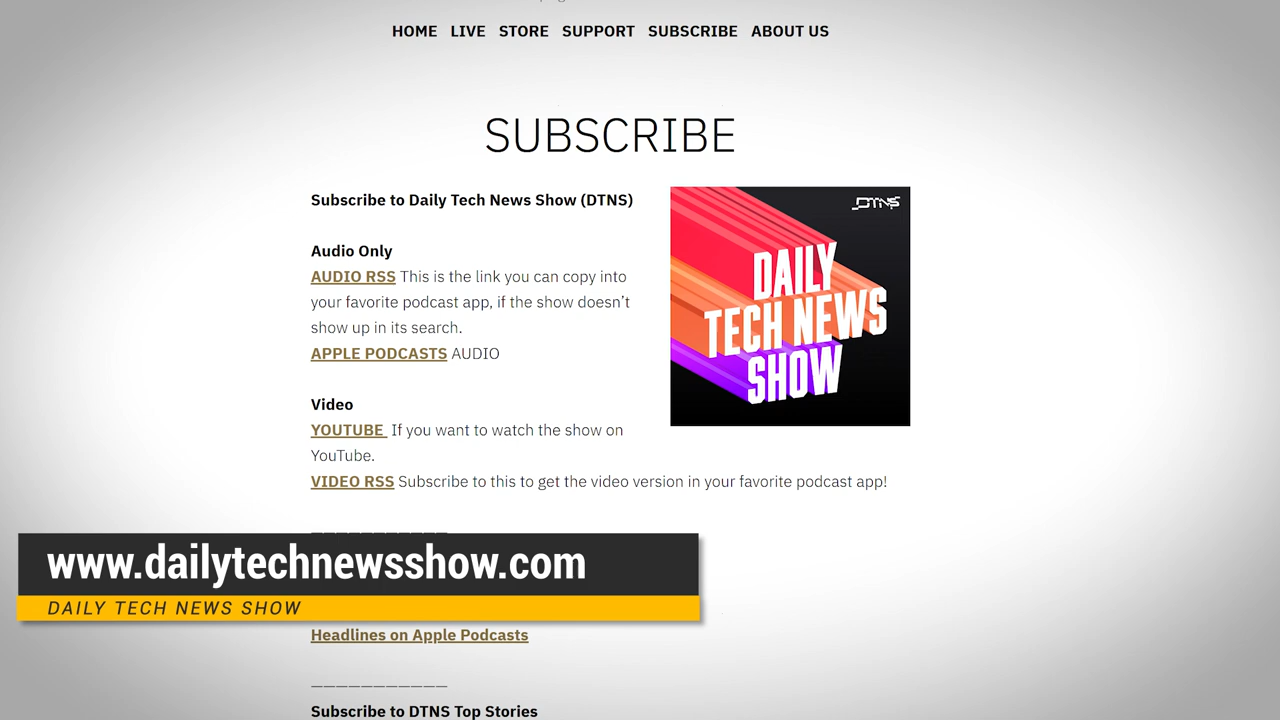 HOME LIVE STORE SUPPORT SUBSCRIBE ABOUT US
SUBSCRIBE
Subscribe to Daily Tech News Show (DTNS)
Audio Only
AUDIO RSS This is the link you can copy into
your favorite podcast app, if the show doesn’t
show up in its search.
APPLE PODCASTS AUDIO
Video
YOUTUBE If you want to watch the show on
YouTube.
VIDEO RSS Subscribe to this to get the video version in your favorite podcast app!
DTNS
DAILY
TECH NEWS
SHOW
www.dailytechnewsshow.com
DAILY TECH NEWS SHOW
Headlines on Apple Podcasts
———————————
Subscribe to DTNS Top Stories